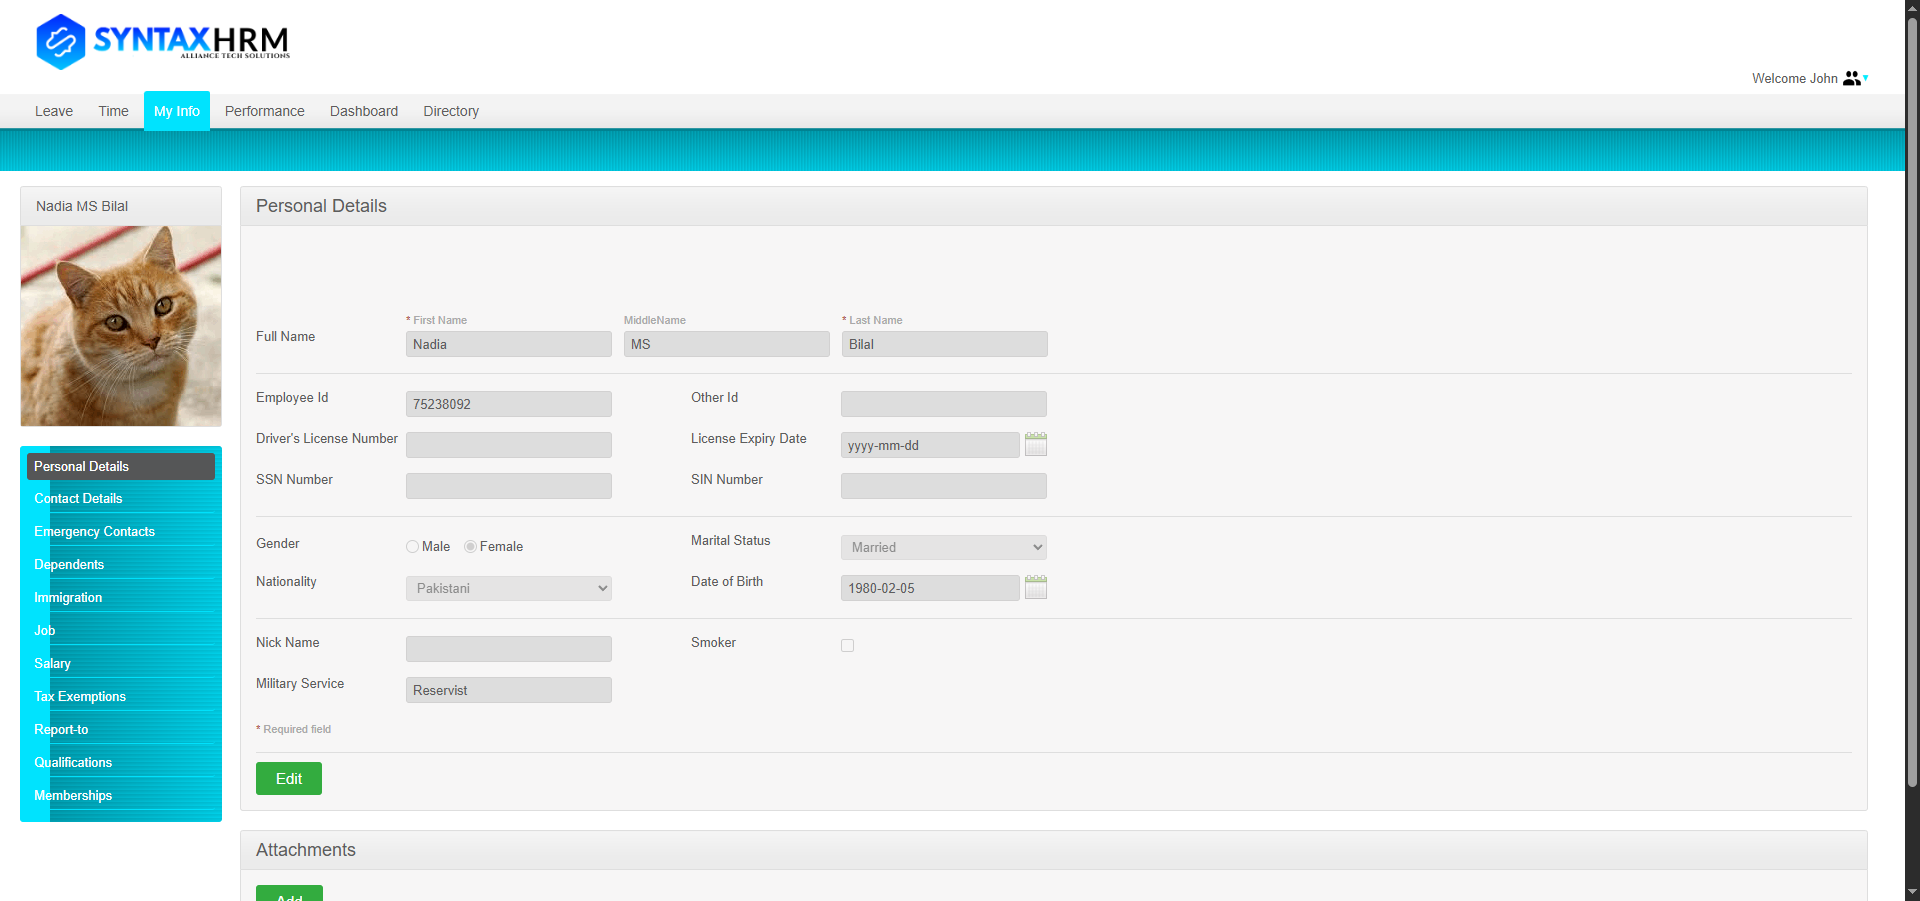 SYNTAXHRM
ALLIANCE TECH SOLUTIONS
Welcome John
Leave Time My Info Performance Dashboard Directory
Nadia MS Bilal
Personal Details
Contact Details
Emergency Contacts
Dependents
Immigration
Job
Salary
Tax Exemptions
Report-to
Qualifications
Memberships
Personal Details
* First Name MiddleName * Last Name
Full Name Nadia MS Bilal
Employee Id 75238092 Other Id
Driver's License Number License Expiry Date yyyy-mm-dd
SSN Number SIN Number
Gender Male Female Marital Status Married
Nationality Pakistani Date of Birth 1980-02-05
Nick Name Smoker
Military Service Reservist
* Required field
Edit
Attachments
Add